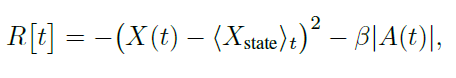 R[t] = −(X(t) − ⟨X_state⟩_t)² − β|A(t)|,